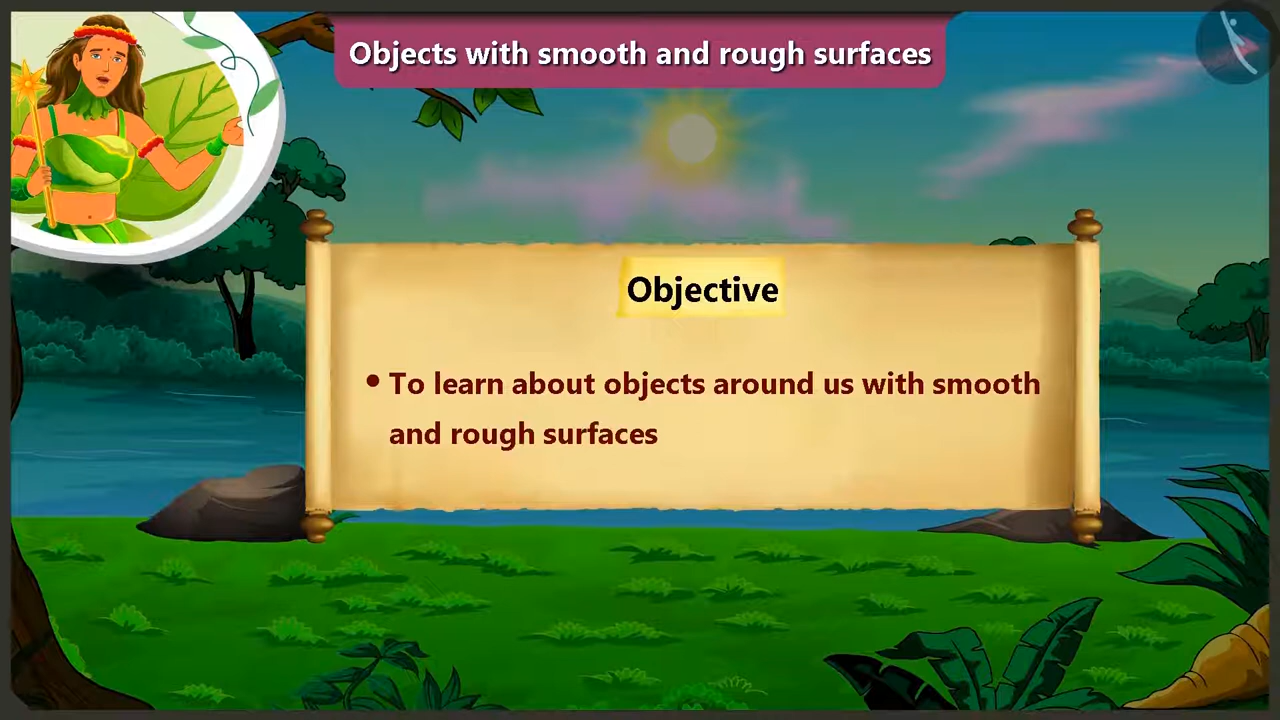 Objects with smooth and rough surfaces
Objective
• To learn about objects around us with smooth
and rough surfaces